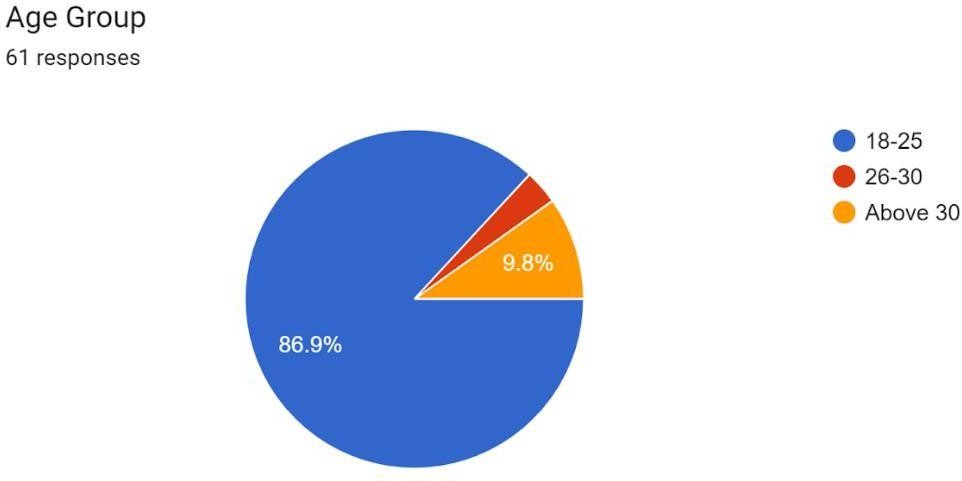 Age Group
61 responses
18-25
26-30
Above 30
9.8%
86.9%